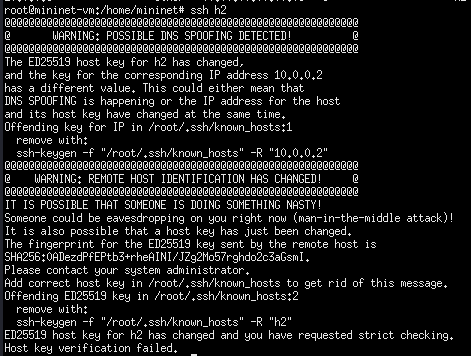 root@mininet-vm:/home/mininet# ssh h2
@@@@@@@@@@@@@@@@@@@@@@@@@@@@@@@@@@@@@@@@@@@@@@@@@@@@@@@@@@@
@       WARNING: POSSIBLE DNS SPOOFING DETECTED!          @
@@@@@@@@@@@@@@@@@@@@@@@@@@@@@@@@@@@@@@@@@@@@@@@@@@@@@@@@@@@
The ED25519 host key for h2 has changed,
and the key for the corresponding IP address 10.0.0.2
has a different value. This could either mean that
DNS SPOOFING is happening or the IP address for the host
and its host key have changed at the same time.
Offending key for IP in /root/.ssh/known_hosts:1
  remove with:
  ssh-keygen -f "/root/.ssh/known_hosts" -R "10.0.0.2"
@@@@@@@@@@@@@@@@@@@@@@@@@@@@@@@@@@@@@@@@@@@@@@@@@@@@@@@@@@@
@    WARNING: REMOTE HOST IDENTIFICATION HAS CHANGED!     @
@@@@@@@@@@@@@@@@@@@@@@@@@@@@@@@@@@@@@@@@@@@@@@@@@@@@@@@@@@@
IT IS POSSIBLE THAT SOMEONE IS DOING SOMETHING NASTY!
Someone could be eavesdropping on you right now (man-in-the-middle attack)!
It is also possible that a host key has just been changed.
The fingerprint for the ED25519 key sent by the remote host is
SHA256:0ADezdPfEPtb3+rheAINI/JZg2Mo57rghdo2c3aGsmI.
Please contact your system administrator.
Add correct host key in /root/.ssh/known_hosts to get rid of this message.
Offending ED25519 key in /root/.ssh/known_hosts:2
  remove with:
  ssh-keygen -f "/root/.ssh/known_hosts" -R "h2"
ED25519 host key for h2 has changed and you have requested strict checking.
Host key verification failed.